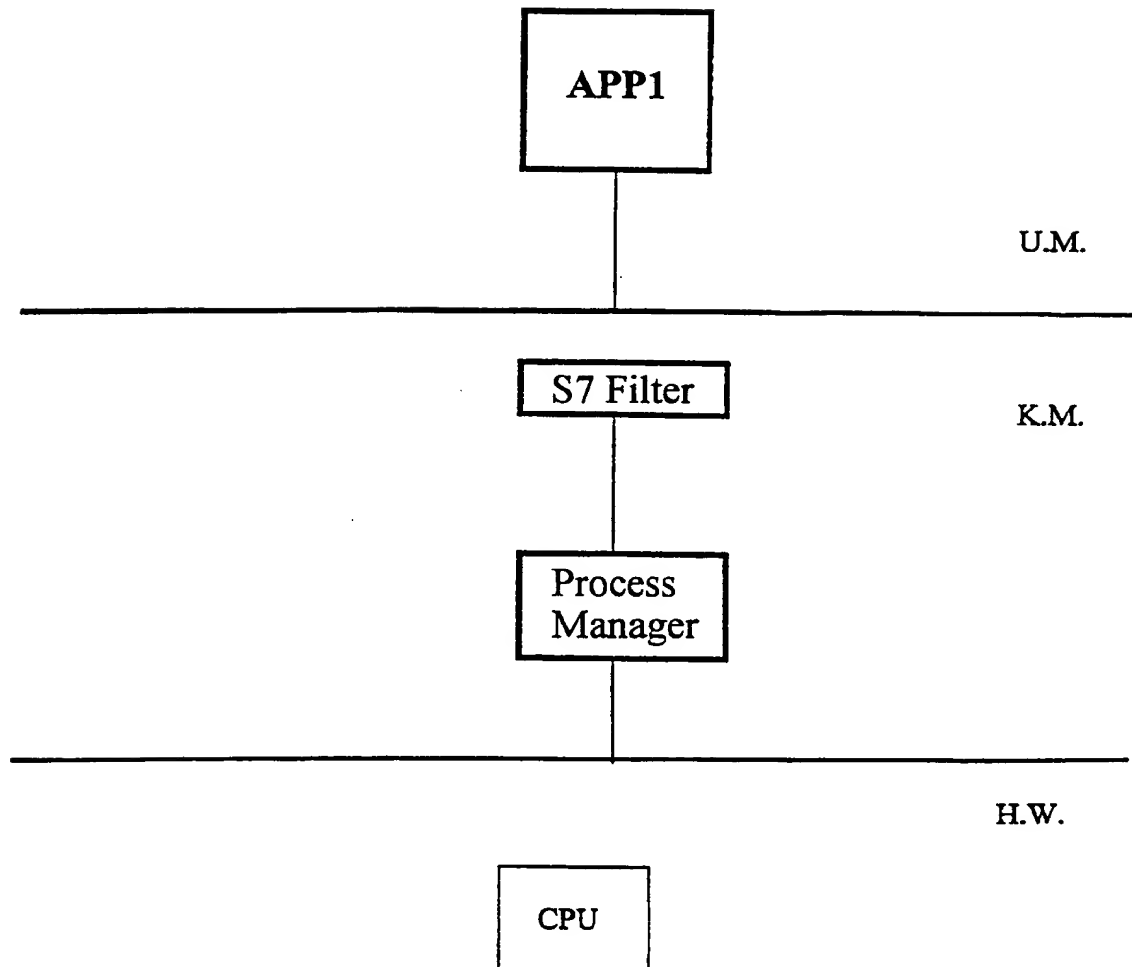 APP1
U.M.
S7 Filter
K.M.
Process
Manager
H.W.
CPU